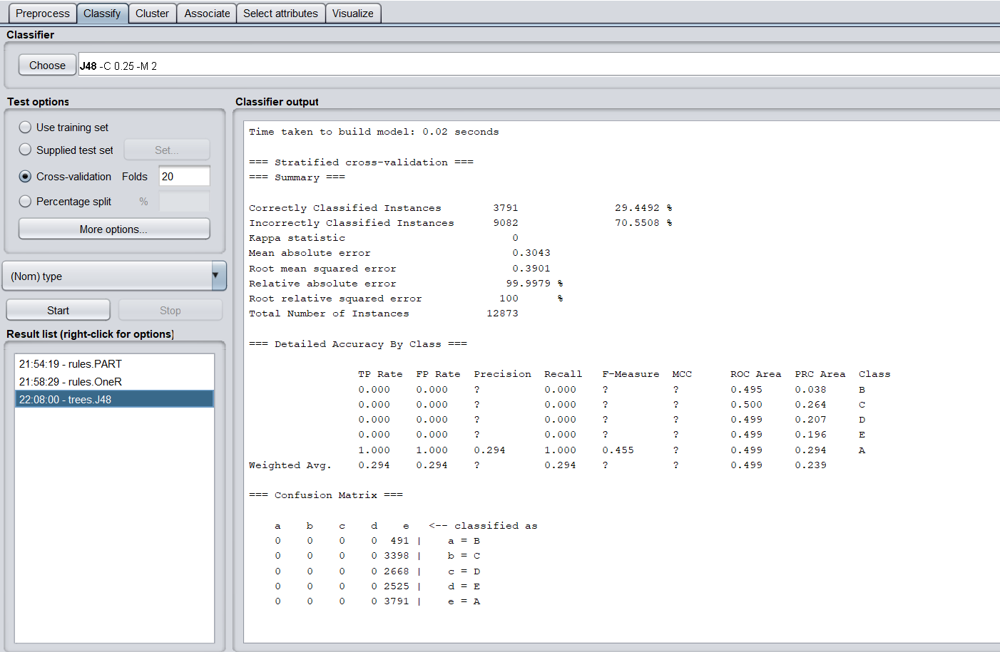 Preprocess Classify Cluster Associate Select attributes Visualize
Classifier
Choose J48 -C 0.25 -M 2
Test options
Use training set
Supplied test set Set...
Cross-validation Folds 20
Percentage split %
More options...
(Nom) type
Start Stop
Result list (right-click for options)
21:54:19 - rules.PART
21:58:29 - rules.OneR
22:08:00 - trees.J48
Classifier output
Time taken to build model: 0.02 seconds
=== Stratified cross-validation ===
=== Summary ===
Correctly Classified Instances 3791 29.4492 %
Incorrectly Classified Instances 9082 70.5508 %
Kappa statistic 0
Mean absolute error 0.3043
Root mean squared error 0.3901
Relative absolute error 99.9979 %
Root relative squared error 100 %
Total Number of Instances 12873
=== Detailed Accuracy By Class ===
TP Rate FP Rate Precision Recall F-Measure MCC ROC Area PRC Area Class
0.000 0.000 ? 0.000 ? ? 0.495 0.038 B
0.000 0.000 ? 0.000 ? ? 0.500 0.264 C
0.000 0.000 ? 0.000 ? ? 0.499 0.207 D
0.000 0.000 ? 0.000 ? ? 0.499 0.196 E
1.000 1.000 0.294 1.000 0.455 ? 0.499 0.294 A
Weighted Avg. 0.294 0.294 ? 0.294 ? ? 0.499 0.239
=== Confusion Matrix ===
a b c d e <-- classified as
0 0 0 0 491 | a = B
0 0 0 0 3398 | b = C
0 0 0 0 2668 | c = D
0 0 0 0 2525 | d = E
0 0 0 0 3791 | e = A